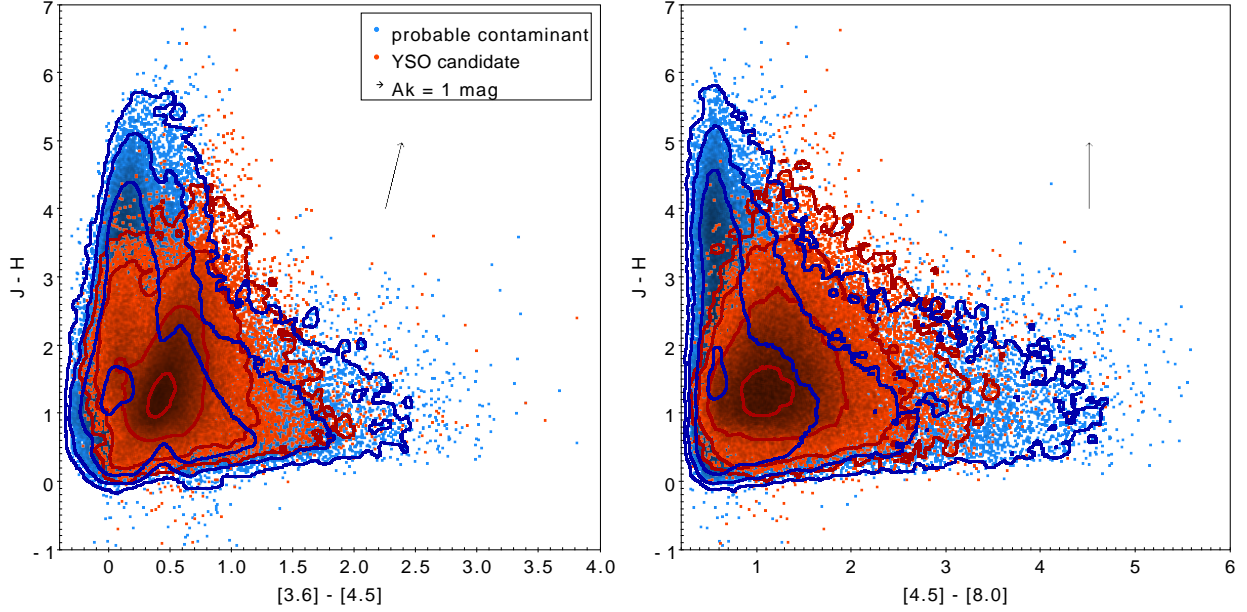 7
6
5
4
3
2
1
0
- 1
J - H
probable contaminant
YSO candidate
Ak = 1 mag
0 0.5 1.0 1.5 2.0 2.5 3.0 3.5 4.0
[3.6] - [4.5]
7
6
5
4
3
2
1
0
- 1
J - H
1 2 3 4 5 6
[4.5] - [8.0]